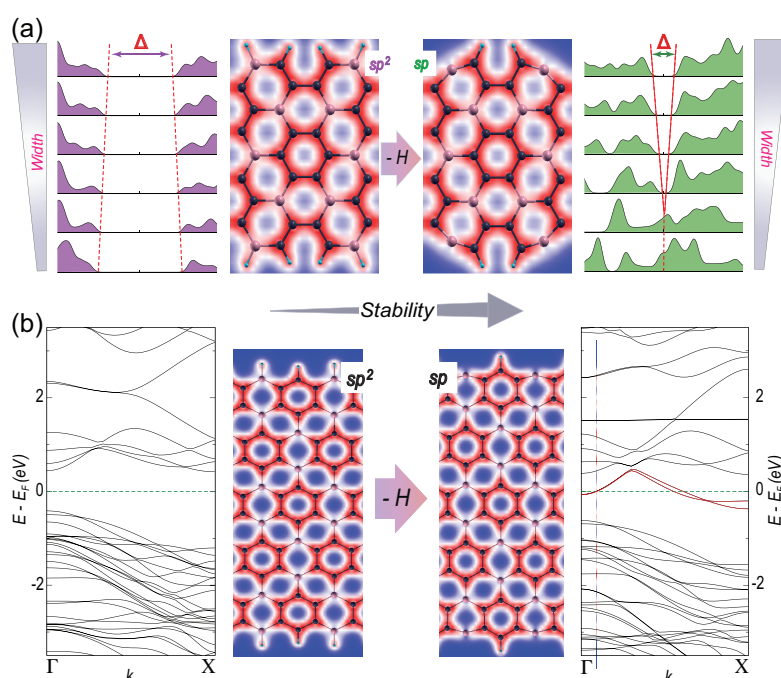 (a)
Δ
sp²
sp
Δ
Width
- H
Width
Stability
(b)
sp²
sp
2
0
-2
E - E_F (eV)
- H
2
0
-2
E - E_F (eV)
Γ
k
X
Γ
k
X